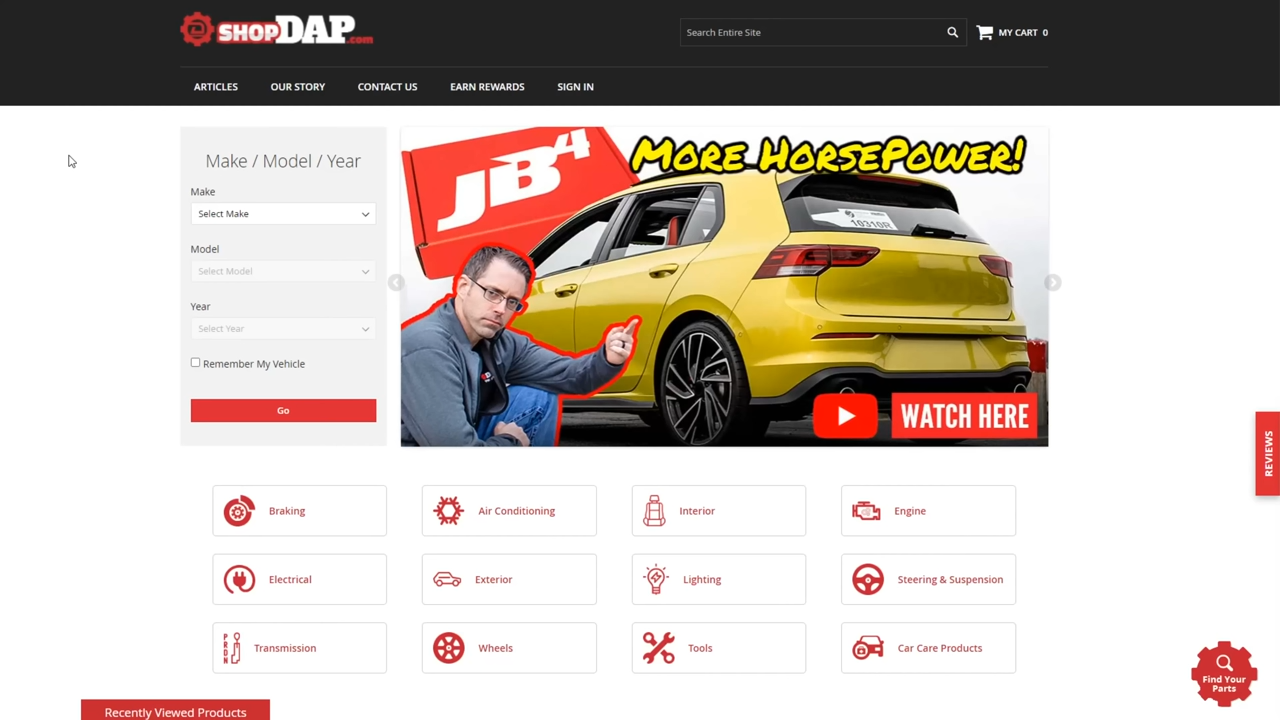 SHOPDAP.com
Search Entire Site
MY CART 0
ARTICLES
OUR STORY
CONTACT US
EARN REWARDS
SIGN IN
Make / Model / Year
Make
Select Make
Model
Select Model
Year
Select Year
Remember My Vehicle
Go
JB4
MORE HORSEPOWER!
10310R
WATCH HERE
REVIEWS
Braking
Air Conditioning
Interior
Engine
Electrical
Exterior
Lighting
Steering & Suspension
PRDN
Transmission
Wheels
Tools
Car Care Products
Find Your
Parts
Recently Viewed Products